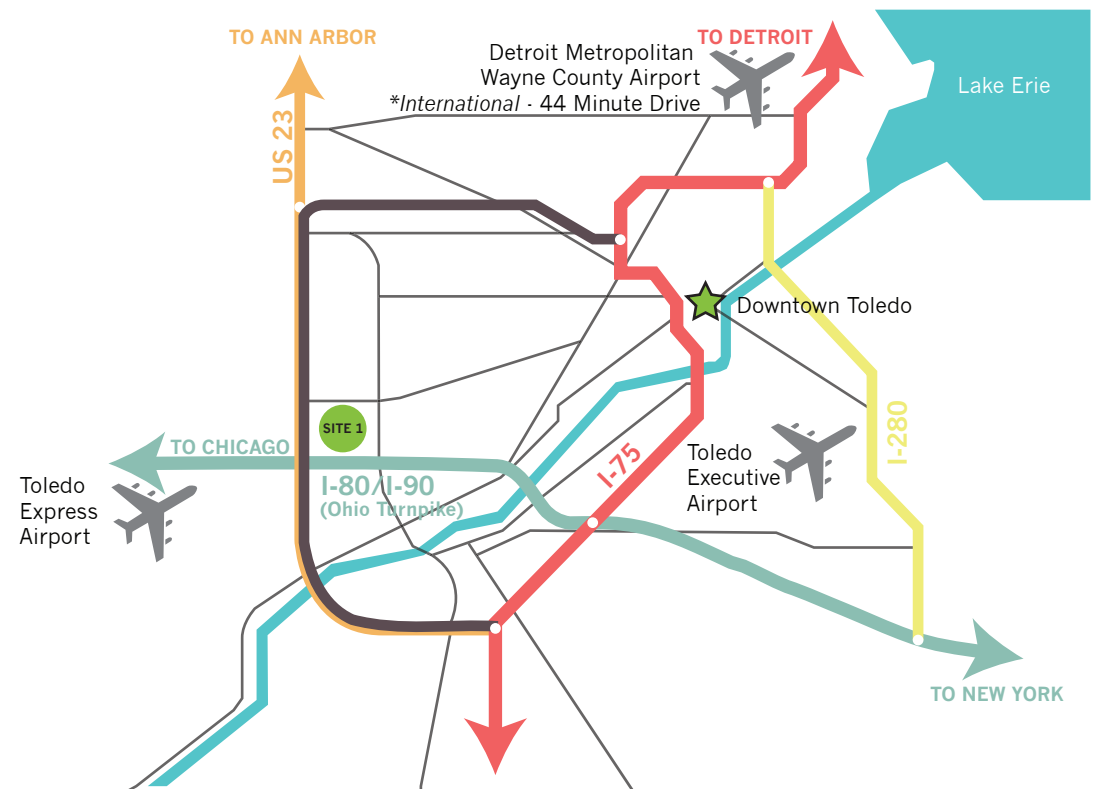 TO ANN ARBOR
TO DETROIT
Detroit Metropolitan
Wayne County Airport
*International - 44 Minute Drive
Lake Erie
US 23
Downtown Toledo
SITE 1
I-280
TO CHICAGO
I-75
Toledo
Executive
Airport
I-80/I-90
(Ohio Turnpike)
Toledo
Express
Airport
TO NEW YORK